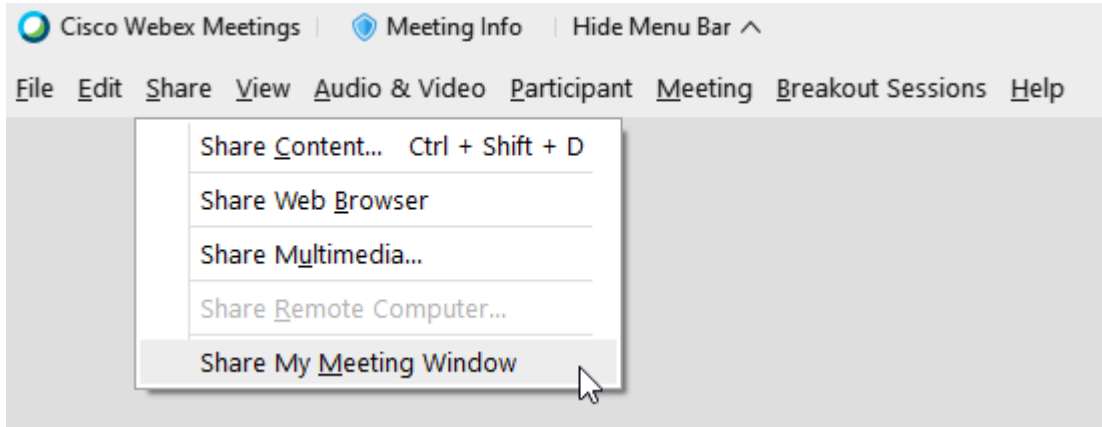 Cisco Webex Meetings Meeting Info Hide Menu Bar
File Edit Share View Audio & Video Participant Meeting Breakout Sessions Help
Share Content... Ctrl + Shift + D
Share Web Browser
Share Multimedia...
Share Remote Computer...
Share My Meeting Window